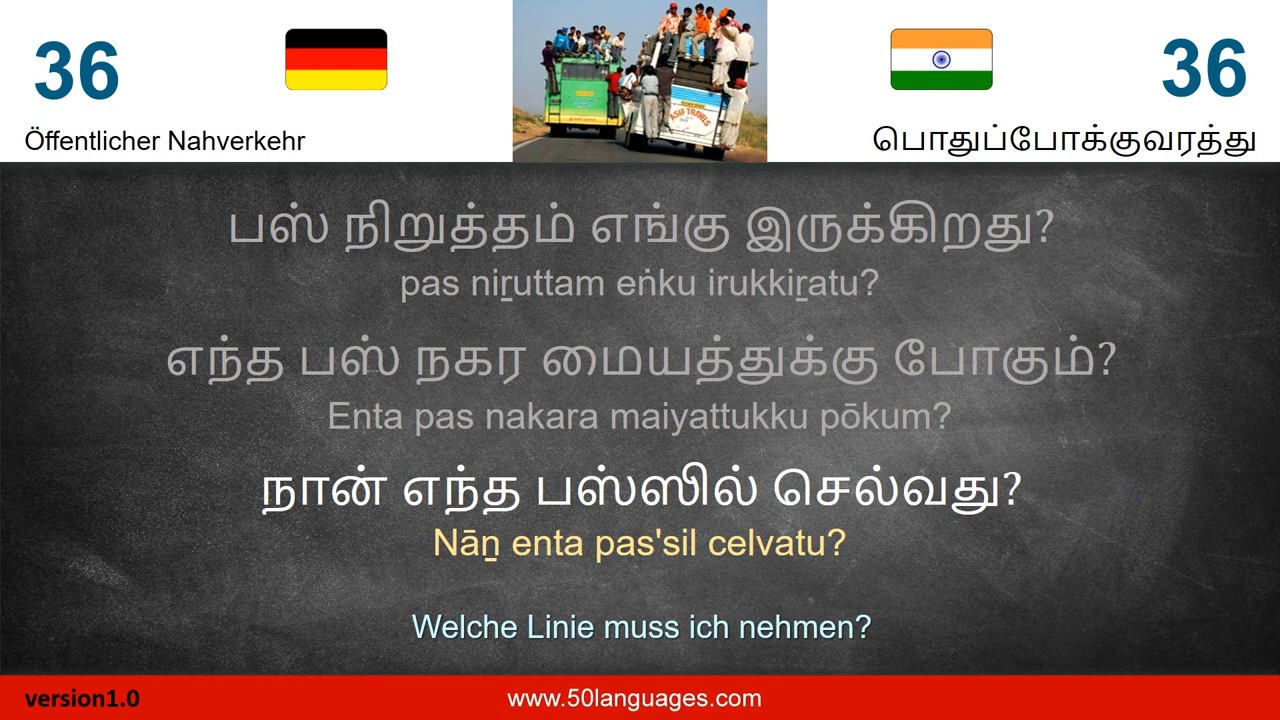 36
36
Öffentlicher Nahverkehr
பொதுப்போக்குவரத்து
ASIF TRAVELS
பஸ் நிறுத்தம் எங்கு இருக்கிறது?
pas niṟuttam eṅku irukkiṟatu?
எந்த பஸ் நகர மையத்துக்கு போகும்?
Enta pas nakara maiyattukku pōkum?
நான் எந்த பஸ்ஸில் செல்வது?
Nāṉ enta pas'sil celvatu?
Welche Linie muss ich nehmen?
version1.0
www.50languages.com